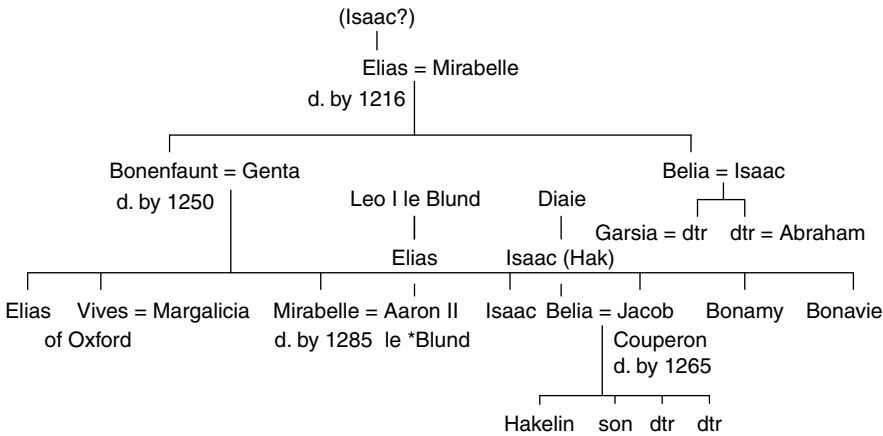 (Isaac?)
Elias = Mirabelle
d. by 1216
Bonenfaunt = Genta
Belia = Isaac
d. by 1250
Leo I le Blund
Diaie
Garsia = dtr
dtr = Abraham
Elias
Isaac (Hak)
Elias
Vives = Margalicia
Mirabelle = Aaron II
Isaac
Belia = Jacob
Bonamy
Bonavie
of Oxford
d. by 1285
le *Blund
Couperon
d. by 1265
Hakelin
son
dtr
dtr